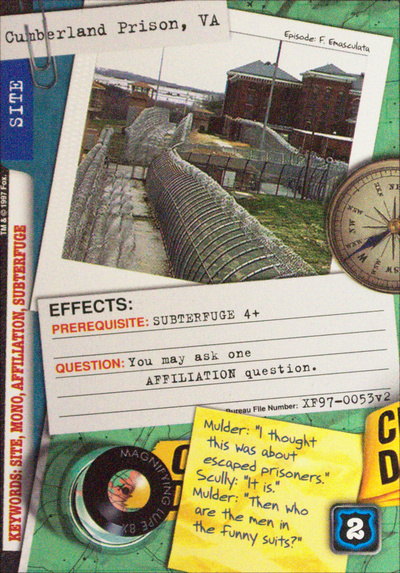 Cumberland Prison, VA
Episode: F. Emasculata
SITE
TM & © 1997 Fox.
KEYWORDS: SITE, MONO, AFFILIATION, SUBTERFUGE
EFFECTS:
PREREQUISITE: SUBTERFUGE 4+
QUESTION: You may ask one
AFFILIATION question.
Bureau File Number: XF97-0053v2
MAGNIFYING LUPE 8X
Mulder: "I thought
this was about
escaped prisoners."
Scully: "It is."
Mulder: "Then who
are the men in
the funny suits?"
2